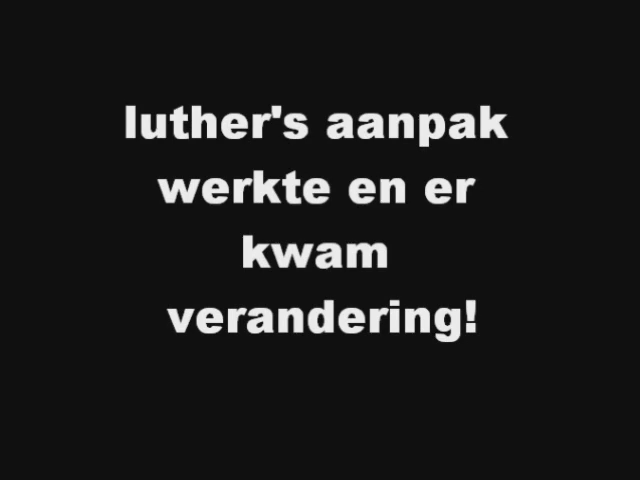 luther's aanpak
werkte en er
kwam
verandering!